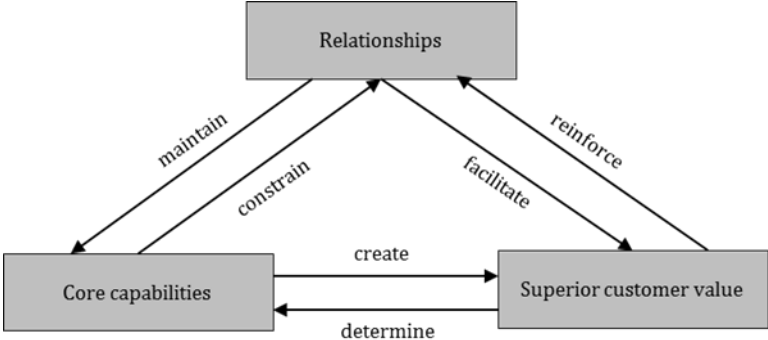 Relationships
maintain
constrain
facilitate
reinforce
Core capabilities
create
Superior customer value
determine